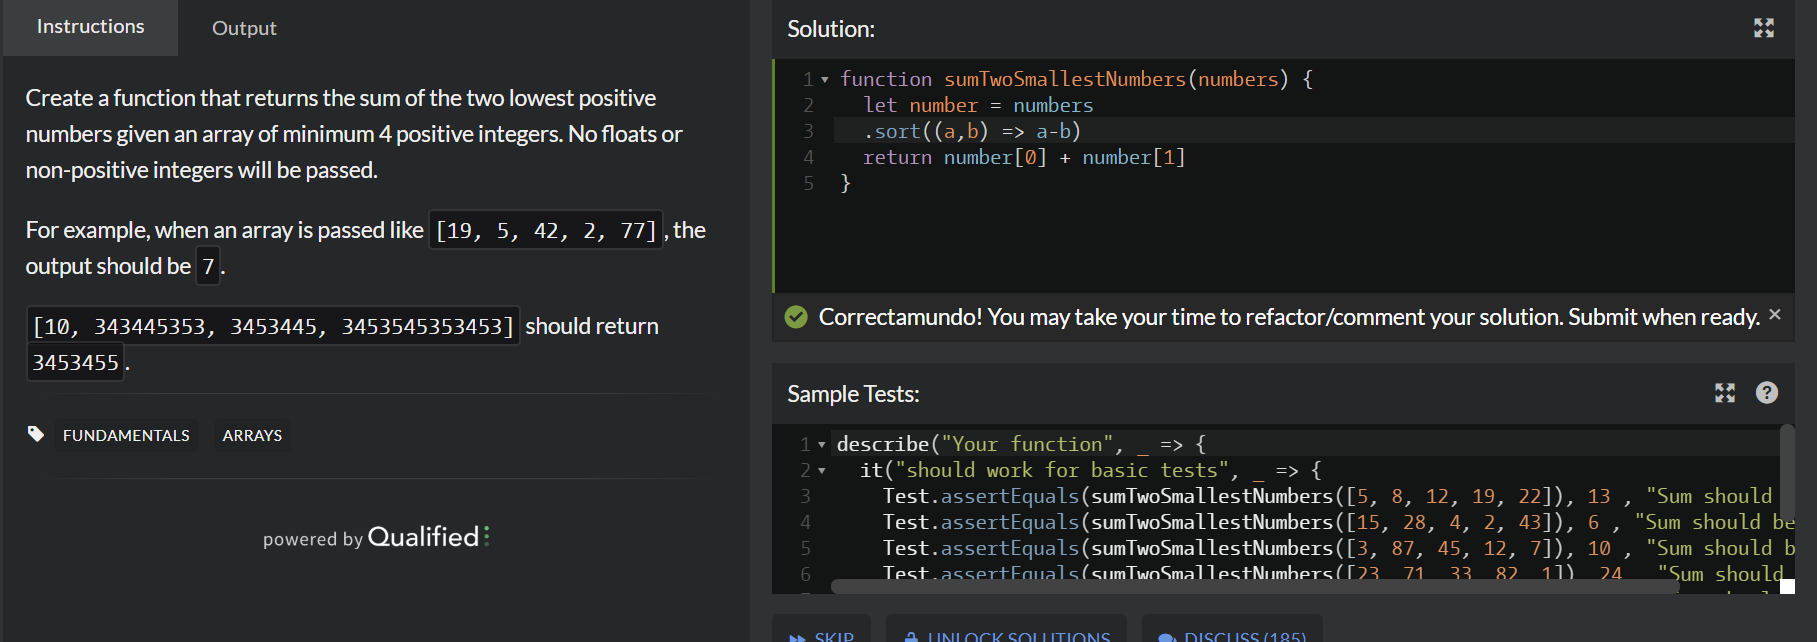 Instructions
Output
Create a function that returns the sum of the two lowest positive
numbers given an array of minimum 4 positive integers. No floats or
non-positive integers will be passed.
For example, when an array is passed like [19, 5, 42, 2, 77], the
output should be 7.
[10, 343445353, 3453445, 3453545353453] should return
3453455.
FUNDAMENTALS
ARRAYS
powered by Qualified
Solution:
1 function sumTwoSmallestNumbers(numbers) {
2 let number = numbers
3 .sort((a,b) => a-b)
4 return number[0] + number[1]
5 }
Correctamundo! You may take your time to refactor/comment your solution. Submit when ready. ×
Sample Tests:
?
1 describe("Your function", _ => {
2 it("should work for basic tests", _ => {
3 Test.assertEquals(sumTwoSmallestNumbers([5, 8, 12, 19, 22]), 13 , "Sum should
4 Test.assertEquals(sumTwoSmallestNumbers([15, 28, 4, 2, 43]), 6 , "Sum should be
5 Test.assertEquals(sumTwoSmallestNumbers([3, 87, 45, 12, 7]), 10 , "Sum should b
6 Test.assertEquals(sumTwoSmallestNumbers([23, 71, 33, 82, 1]), 24 , "Sum should
SKIP
UNLOCK SOLUTIONS
DISCUSS (185)